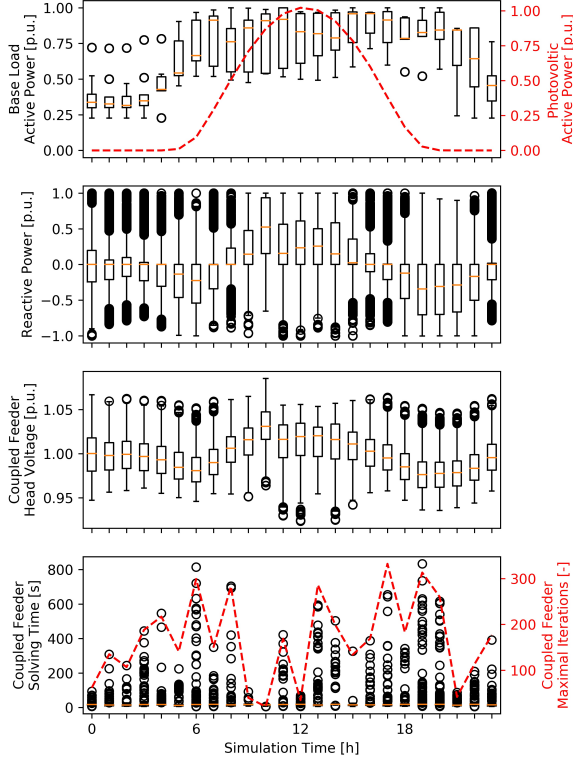 Base Load
Active Power [p.u.]
1.00
0.75
0.50
0.25
0.00
1.00
0.75
0.50
0.25
0.00
Photovoltic
Active Power [p.u.]
Reactive Power [p.u.]
1.0
0.5
0.0
−0.5
−1.0
Coupled Feeder
Head Voltage [p.u.]
1.05
1.00
0.95
Coupled Feeder
Solving Time [s]
800
600
400
200
0
300
200
100
Coupled Feeder
Maximal Iterations [-]
0
6
12
18
Simulation Time [h]